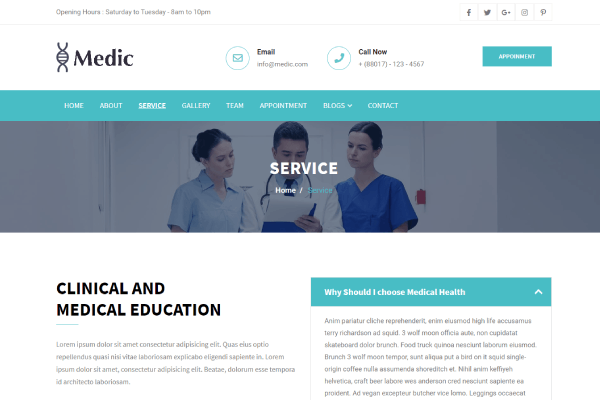 Opening Hours : Saturday to Tuesday - 8am to 10pm
Medic
Email
info@medic.com
Call Now
+ (88017) - 123 - 4567
APPOINMENT
HOME ABOUT SERVICE GALLERY TEAM APPOINTMENT BLOGS CONTACT
SERVICE
Home / Service
CLINICAL AND
MEDICAL EDUCATION
Lorem ipsum dolor sit amet consectetur adipisicing elit. Quas optio
repellendus quasi nisi vitae laboriosam explicabo eligendi sapiente in.
Lorem ipsum dolor sit amet, consectetur adipisicing elit. Beatae, dolorum esse tempora
id architecto laboriosam.
Why Should I choose Medical Health
Anim pariatur cliche reprehenderit, enim eiusmod high life accusamus
terry richardson ad squid. 3 wolf moon officia aute, non cupidatat
skateboard dolor brunch. Food truck quinoa nesciunt laborum eiusmod.
Brunch 3 wolf moon tempor, sunt aliqua put a bird on it squid single-
origin coffee nulla assumenda shoreditch et. Nihil anim keffiyeh
helvetica, craft beer labore wes anderson cred nesciunt sapiente ea
proident. Ad vegan excepteur butcher vice lomo. Leggings occaecat